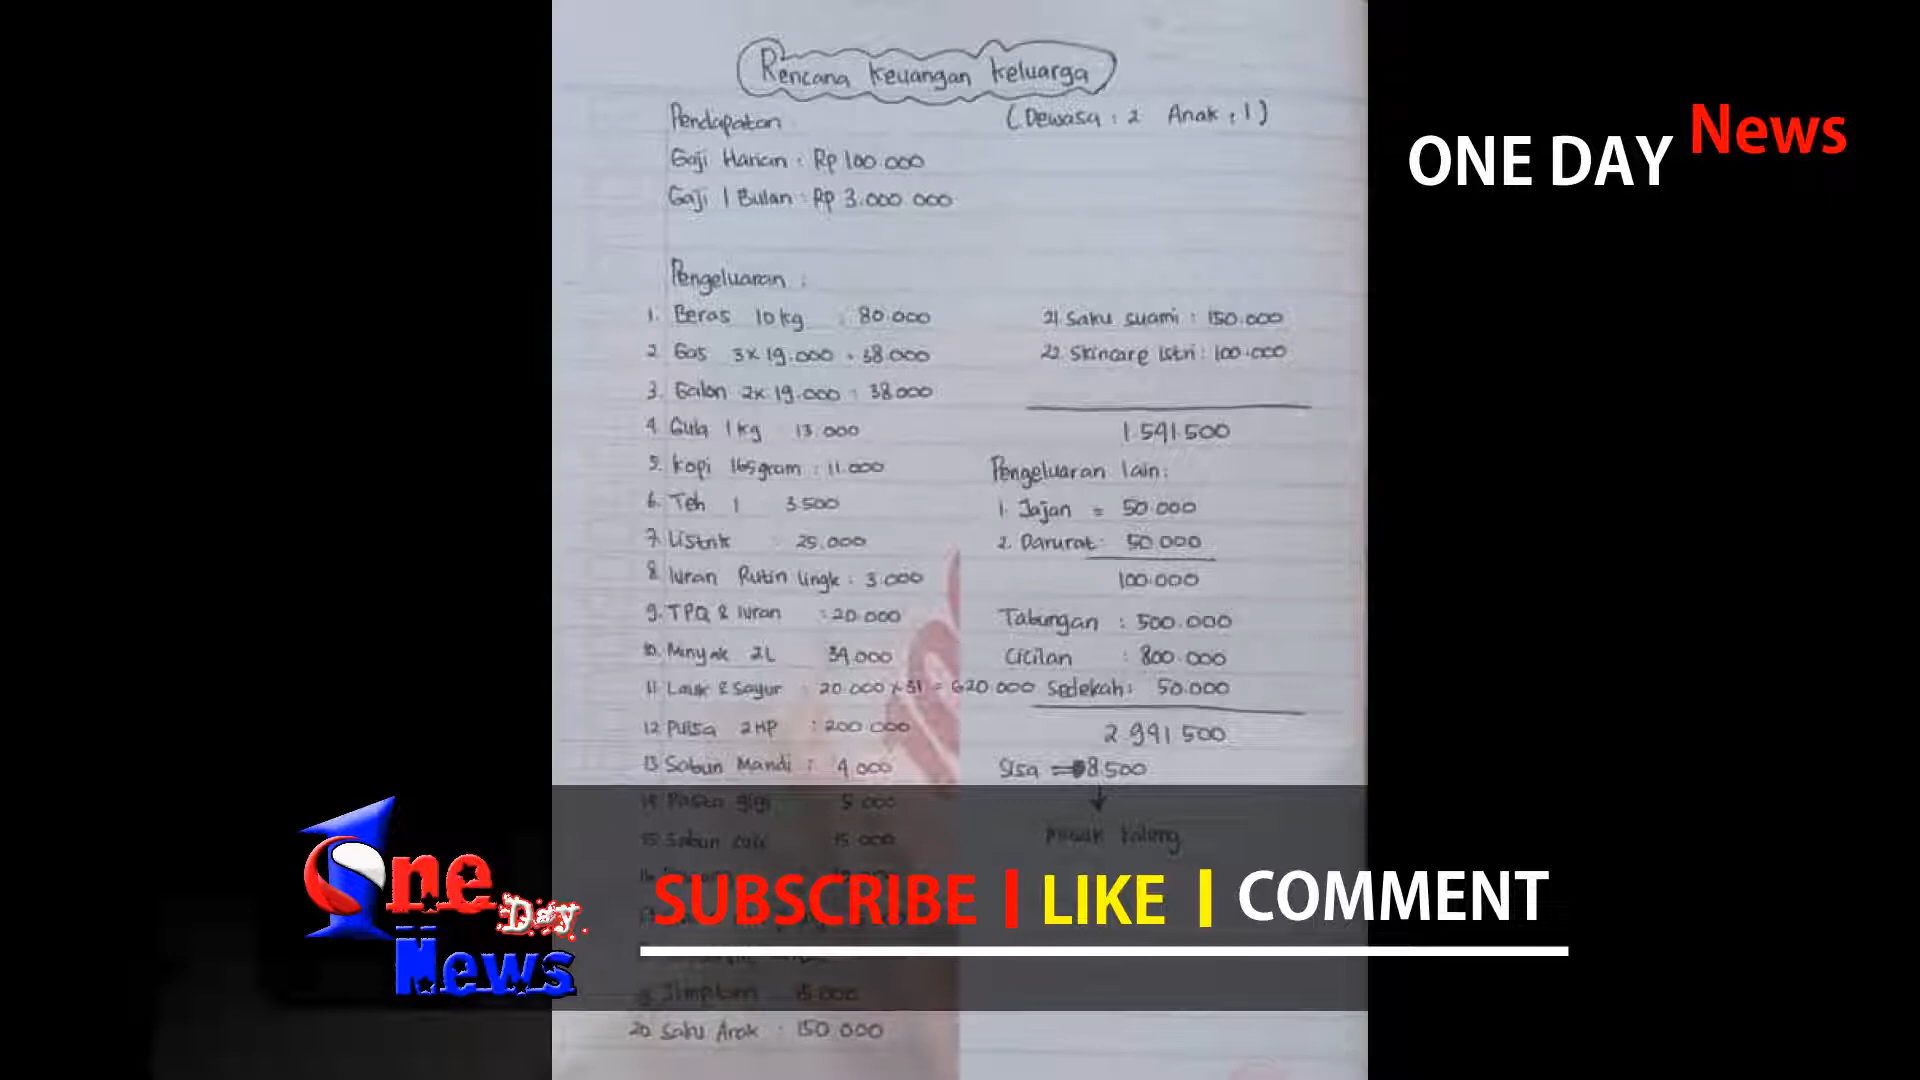 Rencana Keuangan Keluarga
Pendapatan
(Dewasa : 2 Anak : 1)
Gaji Harian : Rp 100.000
Gaji 1 Bulan : Rp 3.000.000
Pengeluaran :
1. Beras 10 kg : 80.000
2. Gas 3 x 19.000 = 38.000
3. Galon 2x 19.000 : 38.000
4. Gula 1 kg 13.000
5. Kopi 165 gram : 11.000
6. Teh 1 3.500
7. Listrik : 25.000
8. Iuran Rutin Lingk : 3.000
9. TPQ & Iuran : 20.000
10. Minyak 2L 34.000
11. Lauk & Sayur : 20.000 x 31 = 620.000
12. Pulsa 2 HP : 200.000
13. Sabun Mandi : 4.000
14. Pasta gigi 5.000
15. Sabun cuci 15.000
Jimpitan 15.000
20. Saku Anak : 150.000
21. Saku suami : 150.000
22. Skincare Istri : 100.000
1.541.500
Pengeluaran lain :
1. Jajan = 50.000
2. Darurat : 50.000
100.000
Tabungan : 500.000
Cicilan : 800.000
Sedekah : 50.000
2.991.500
Sisa 8.500
Masuk kaleng
ONE DAY News
One Day News
SUBSCRIBE | LIKE | COMMENT